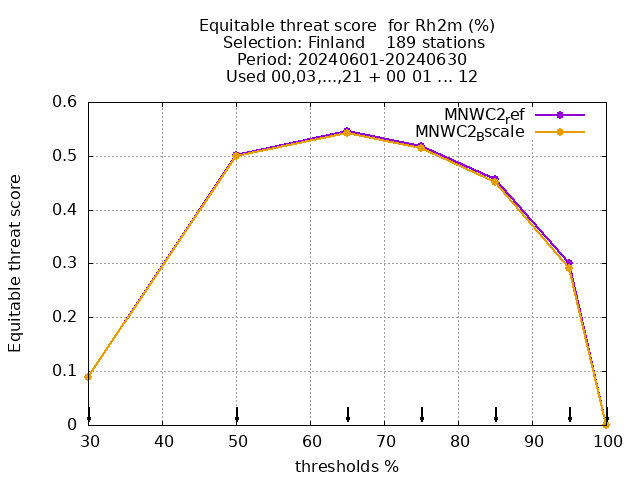 Equitable threat score  for Rh2m (%)
Selection: Finland    189 stations
Period: 20240601-20240630
Used 00,03,...,21 + 00 01 ... 12
MNWC2ref
MNWC2Bscale
0.6
0.5
0.4
0.3
0.2
0.1
0
Equitable threat score
30 40 50 60 70 80 90 100
thresholds %